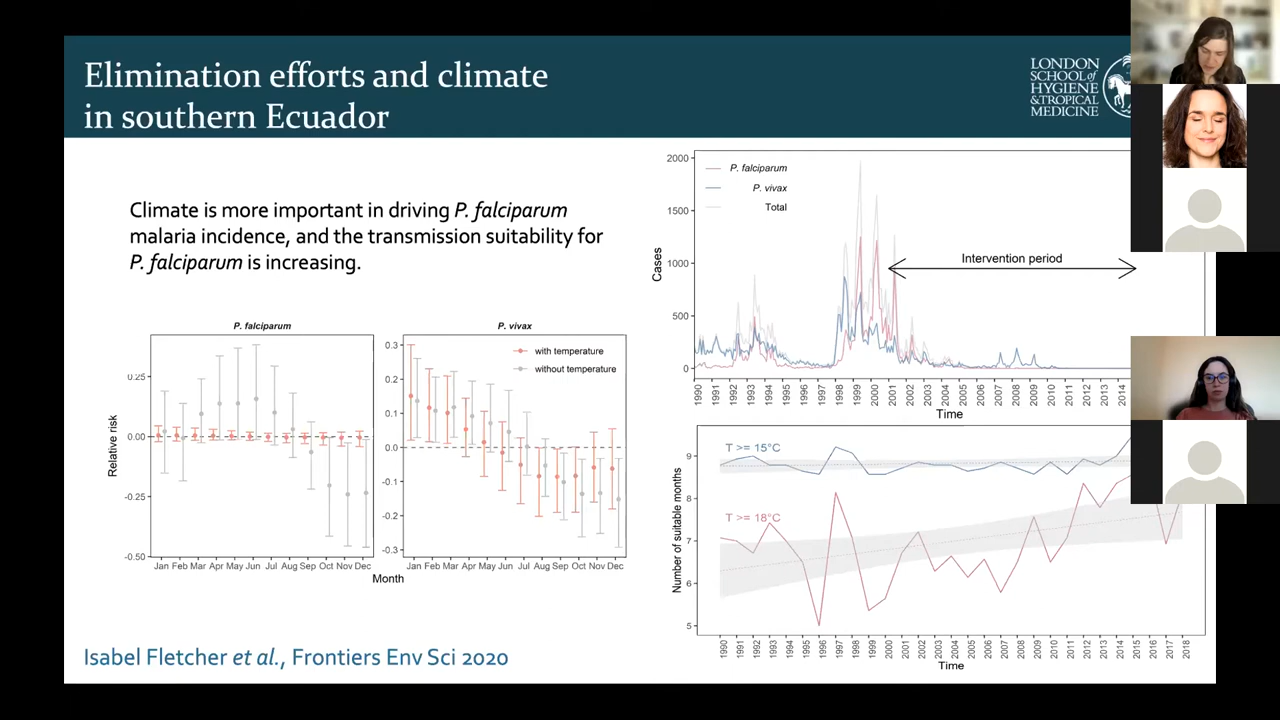 Elimination efforts and climate
in southern Ecuador
LONDON
SCHOOL of
HYGIENE
& TROPICAL
MEDICINE
Climate is more important in driving P. falciparum
malaria incidence, and the transmission suitability for
P. falciparum is increasing.
P. falciparum
0.25
0.00
-0.25
-0.50
Relative risk
Jan Feb Mar Apr May Jun Jul Aug Sep Oct Nov Dec
P. vivax
with temperature
without temperature
0.3
0.2
0.1
0.0
-0.1
-0.2
-0.3
Jan Feb Mar Apr May Jun Jul Aug Sep Oct Nov Dec
Month
P. falciparum
P. vivax
Total
2000
1500
1000
500
0
Cases
Intervention period
1990 1991 1992 1993 1994 1995 1996 1997 1998 1999 2000 2001 2002 2003 2004 2005 2006 2007 2008 2009 2010 2011 2012 2013 2014
Time
T >= 15°C
T >= 18°C
9
8
7
6
5
Number of suitable months
1990 1991 1992 1993 1994 1995 1996 1997 1998 1999 2000 2001 2002 2003 2004 2005 2006 2007 2008 2009 2010 2011 2012 2013 2014 2015 2016 2017 2018
Time
Isabel Fletcher et al., Frontiers Env Sci 2020